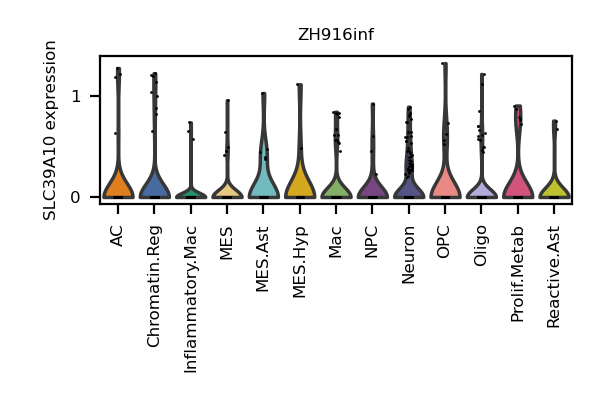 ZH916inf
SLC39A10 expression
1
0
AC
Chromatin.Reg
Inflammatory.Mac
MES
MES.Ast
MES.Hyp
Mac
NPC
Neuron
OPC
Oligo
Prolif.Metab
Reactive.Ast